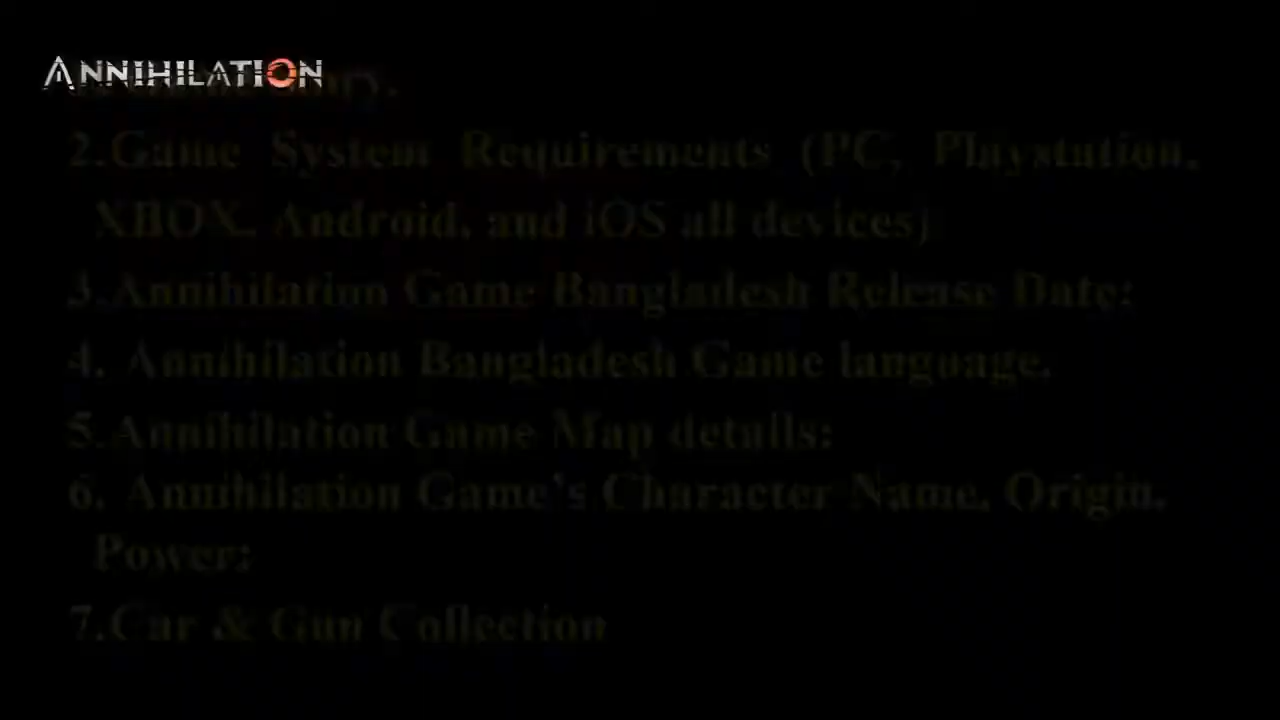 ANNIHILATION
2.Game System Requirements (PC, Playstation,
XBOX, Android, and iOS all devices)
3.Annihilation Game Bangladesh Release Date:
4. Annihilation Bangladesh Game language.
5.Annihilation Game Map details:
6. Annihilation Game's Character Name, Origin,
Power:
7.Car & Gun Collection